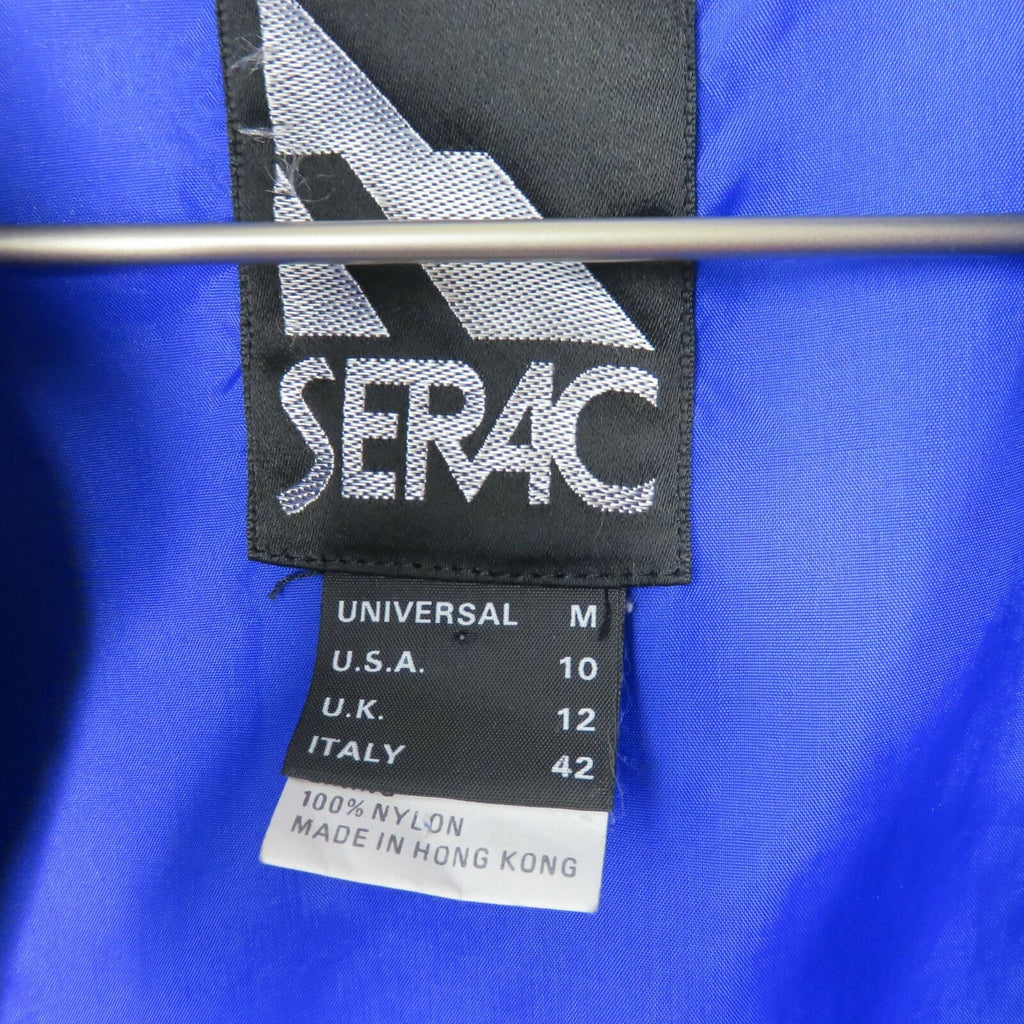 SERAC
UNIVERSAL M
U.S.A. 10
U.K. 12
ITALY 42
100% NYLON
MADE IN HONG KONG